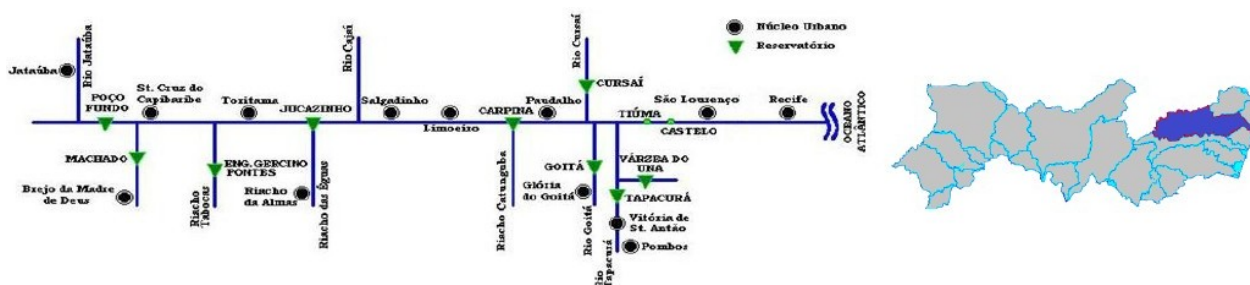 Núcleo Urbano
Reservatório
Rio Jataúba
Jataúba
Rio Cajaí
Rio Cursaí
CURSAÍ
POÇO
FUNDO
St. Cruz do
Capibaribe
Toritama
JUCAZINHO
Salgadinho
Limoeiro
CARPINA
Paudalho
TIÚMA
São Lourenço
CASTELO
Recife
OCEANO
ATLÂNTICO
MACHADO
Brejo da Madre
de Deus
ENG.GERCINO
PONTES
Riacho
Tabocas
Riacho
da Almas
Riacho das Éguas
Riacho Catunguba
GOITÁ
Glória
do Goitá
Rio Goitá
VÁRZEA DO
UNA
TAPACURÁ
Vitória de
St. Antão
Pombos
Rio
Tapacurá